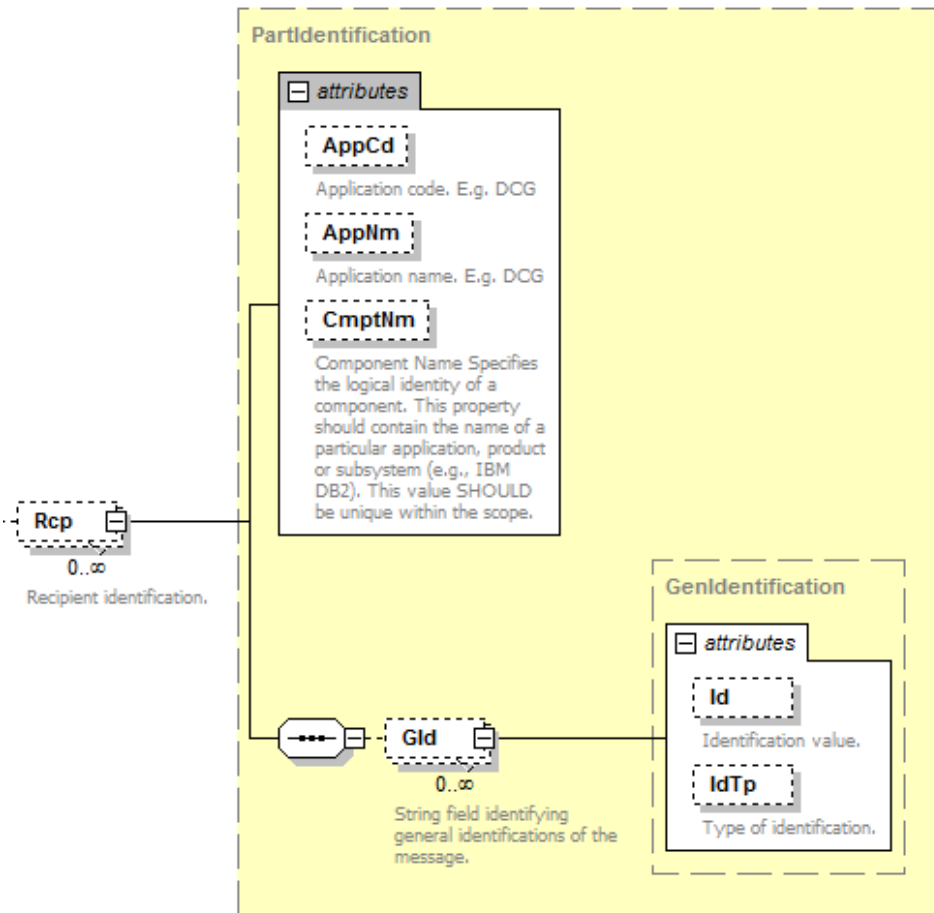 PartIdentification
attributes
AppCd
Application code. E.g. DCG
AppNm
Application name. E.g. DCG
CmptNm
Component Name Specifies
the logical identity of a
component. This property
should contain the name of a
particular application, product
or subsystem (e.g., IBM
DB2). This value SHOULD
be unique within the scope.
Rcp
0..∞
Recipient identification.
GenIdentification
attributes
Id
Identification value.
IdTp
Type of identification.
GId
0..∞
String field identifying
general identifications of the
message.